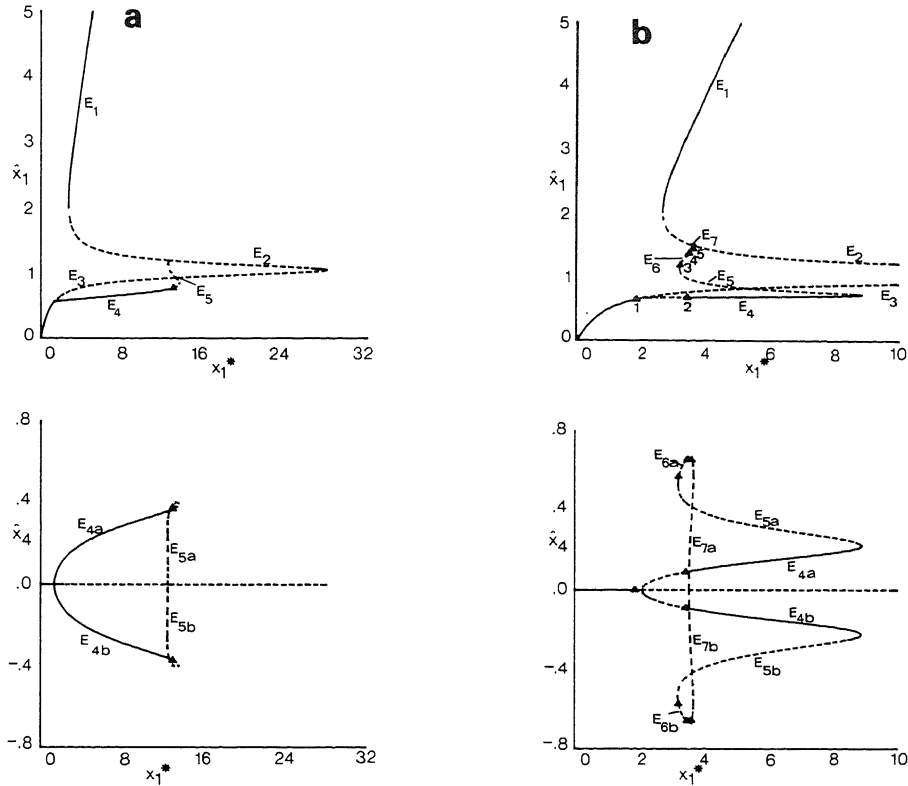 a
5
4
3
2
1
0
x̂1
E1
E2
E3
E4
E5
0 8 16 24 32
x1*
b
5
4
3
2
1
0
x̂1
E1
E7
E6
5
4
3
E2
E5
E3
1
2
E4
0 2 4 6 8 10
x1*
.8
.4
.0
-.4
-.8
x̂4
E4a
E5a
E5b
E4b
0 8 16 24 32
x1*
.8
.4
.0
-.4
-.8
x̂4
E6a
E5a
E7a
E4a
E4b
E7b
E5b
E6b
0 2 4 6 8 10
x1*